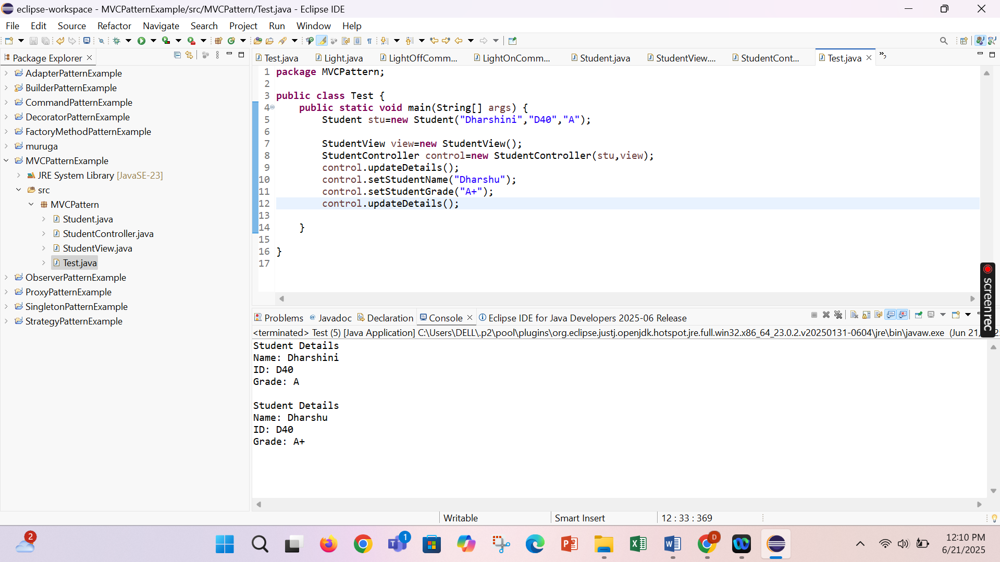 eclipse-workspace - MVCPatternExample/src/MVCPattern/Test.java - Eclipse IDE
File Edit Source Refactor Navigate Search Project Run Window Help
Package Explorer
AdapterPatternExample
BuilderPatternExample
CommandPatternExample
DecoratorPatternExample
FactoryMethodPatternExample
muruga
MVCPatternExample
JRE System Library [JavaSE-23]
src
MVCPattern
Student.java
StudentController.java
StudentView.java
Test.java
ObserverPatternExample
ProxyPatternExample
SingletonPatternExample
StrategyPatternExample
Test.java Light.java LightOffComm... LightOnComm... Student.java StudentView.... StudentCont... Test.java
1 package MVCPattern;
2
3 public class Test {
4 public static void main(String[] args) {
5 Student stu=new Student("Dharshini","D40","A");
6
7 StudentView view=new StudentView();
8 StudentController control=new StudentController(stu,view);
9 control.updateDetails();
10 control.setStudentName("Dharshu");
11 control.setStudentGrade("A+");
12 control.updateDetails();
13
14 }
15
16 }
17
screen rec
Problems Javadoc Declaration Console Eclipse IDE for Java Developers 2025-06 Release
<terminated> Test (5) [Java Application] C:\Users\DELL\.p2\pool\plugins\org.eclipse.justj.openjdk.hotspot.jre.full.win32.x86_64_23.0.2.v20250131-0604\jre\bin\javaw.exe (Jun 21,
Student Details
Name: Dharshini
ID: D40
Grade: A
Student Details
Name: Dharshu
ID: D40
Grade: A+
Writable Smart Insert 12 : 33 : 369
2
1
D
12:10 PM
6/21/2025